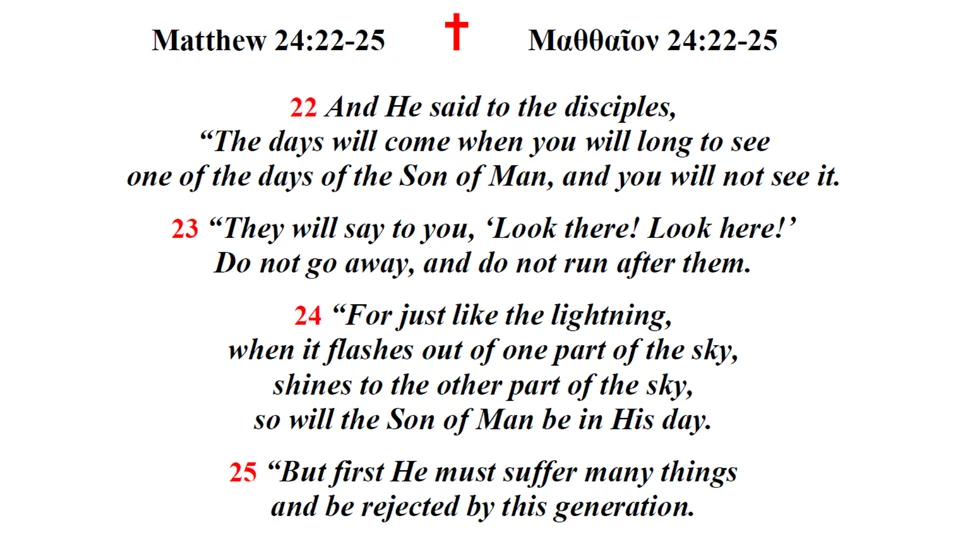 Matthew 24:22-25 ✝ Μαθθαῖον 24:22-25
22 And He said to the disciples,
“The days will come when you will long to see
one of the days of the Son of Man, and you will not see it.
23 “They will say to you, ‘Look there! Look here!’
Do not go away, and do not run after them.
24 “For just like the lightning,
when it flashes out of one part of the sky,
shines to the other part of the sky,
so will the Son of Man be in His day.
25 “But first He must suffer many things
and be rejected by this generation.